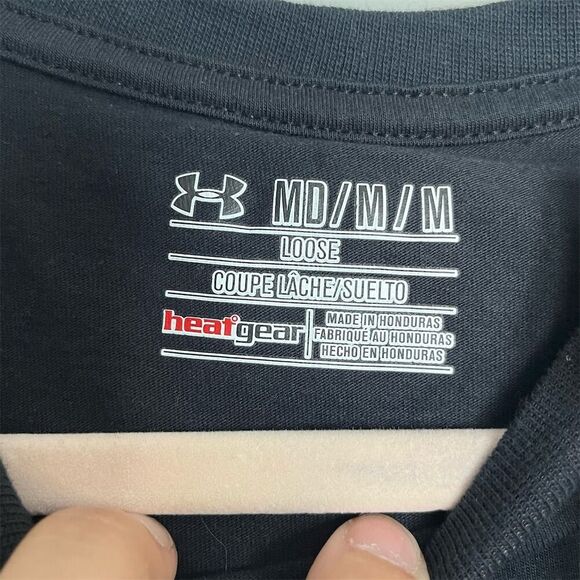 MD/M/M
LOOSE
COUPE LÂCHE/SUELTO
heatgear
MADE IN HONDURAS
FABRIQUÉ AU HONDURAS
HECHO EN HONDURAS